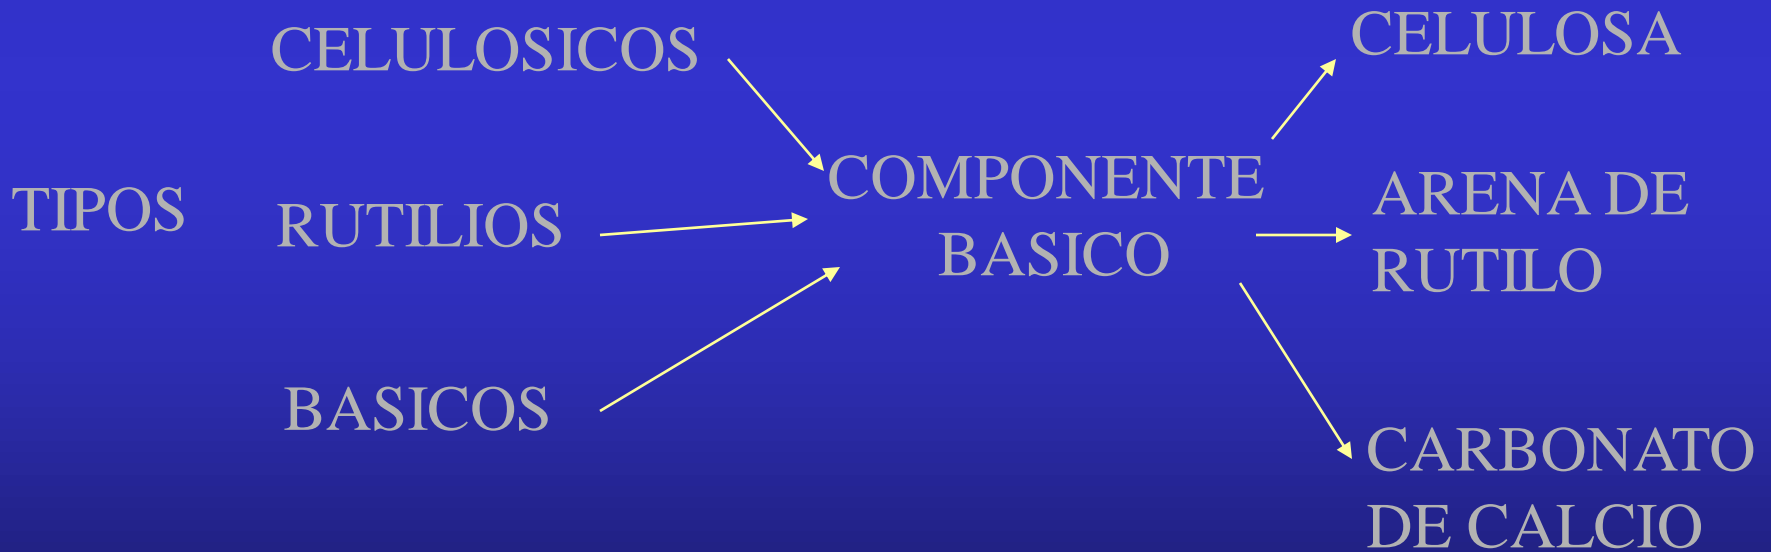 TIPOS
CELULOSICOS
RUTILIOS
BASICOS
COMPONENTE
BASICO
CELULOSA
ARENA DE
RUTILO
CARBONATO
DE CALCIO